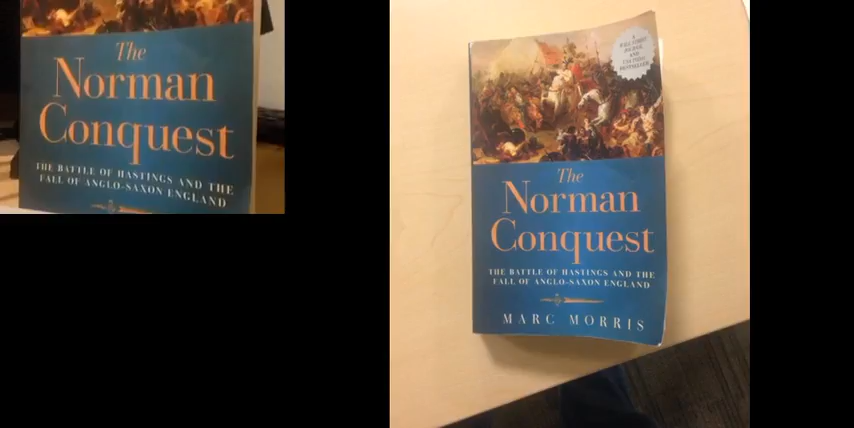 The
Norman
Conquest
THE BATTLE OF HASTINGS AND THE
FALL OF ANGLO-SAXON ENGLAND
The
Norman
Conquest
THE BATTLE OF HASTINGS AND THE
FALL OF ANGLO-SAXON ENGLAND
MARC MORRIS